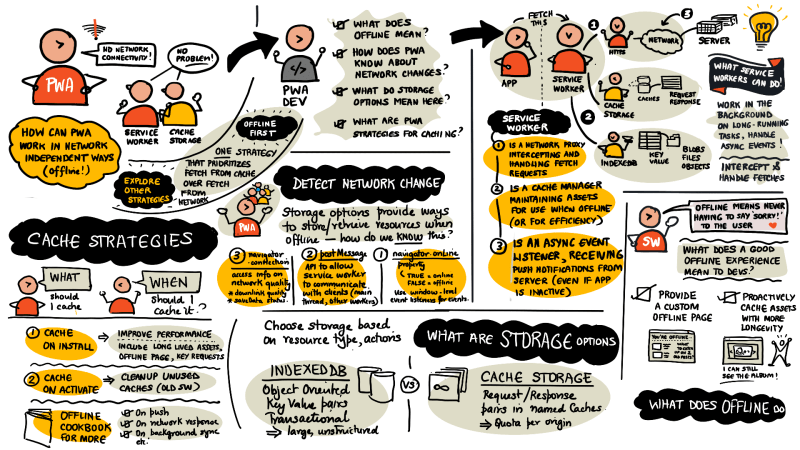 NO NETWORK
CONNECTIVITY!
NO
PROBLEM!
PWA
SERVICE
WORKER
CACHE
STORAGE
HOW CAN PWA
WORK IN NETWORK
INDEPENDENT WAYS
(offline!)
OFFLINE
FIRST
ONE STRATEGY
THAT PRIORITIZES
FETCH FROM CACHE
OVER FETCH
FROM
NETWORK
EXPLORE
OTHER
STRATEGIES
</>
PWA
DEV
WHAT DOES
OFFLINE MEAN?
HOW DOES PWA
KNOW ABOUT
NETWORK CHANGES?
WHAT DO STORAGE
OPTIONS MEAN HERE?
WHAT ARE PWA
STRATEGIES FOR CACHING?
FETCH
THIS
APP
SERVICE
WORKER
1
HTTPS
NETWORK
3
SERVER
CACHE
STORAGE
CACHES
REQUEST
RESPONSE
2
INDEXEDDB
KEY
VALUE
BLOBS
FILES
OBJECTS
WHAT SERVICE
WORKERS CAN DO!
WORK IN THE
BACKGROUND
ON LONG-RUNNING
TASKS, HANDLE
ASYNC EVENTS!
INTERCEPT &
HANDLE FETCHES
SERVICE
WORKER
1 IS A NETWORK PROXY
INTERCEPTING AND
HANDLING FETCH
REQUESTS
2 IS A CACHE MANAGER
MAINTAINING ASSETS
FOR USE WHEN OFFLINE
(OR FOR EFFICIENCY)
3 IS AN ASYNC EVENT
LISTENER, RECEIVING
PUSH NOTIFICATIONS FROM
SERVER (EVEN IF APP
IS INACTIVE)
DETECT NETWORK CHANGE
PWA
Storage options provide ways
to store/retrieve resources when
offline – how do we KNOW this?
3 navigator
- connection
access info on
network quality
* downlink quality
* saveData status
2 postMessage
API to allow
service worker
to communicate
with clients (main
thread, other workers)
1 navigator.online
property
(TRUE = online
FALSE = offline
Use window-level
event listeners for events
CACHE STRATEGIES
WHAT
should
I cache
WHEN
Should I
Cache it?
1 CACHE
ON INSTALL
IMPROVE PERFORMANCE
INCLUDE LONG LIVED ASSETS,
OFFLINE PAGE, KEY REQUESTS
2 CACHE
ON ACTIVATE
CLEANUP UNUSED
CACHES (OLD SW)
OFFLINE
COOKBOOK
FOR MORE
On push
On network response
On background sync
etc.
Choose storage based
on resource type, actions
WHAT ARE STORAGE OPTIONS
INDEXEDDB
Object Oriented
Key Value pairs
Transactional
⇒ large, unstructured
VS
CACHE STORAGE
Request/Response
pairs in named Caches.
⇒ Quota per origin
OFFLINE MEANS NEVER
HAVING TO SAY 'SORRY!'
TO THE USER
SW
WHAT DOES A GOOD
OFFLINE EXPERIENCE
MEAN TO DEVS?
PROVIDE
A CUSTOM
OFFLINE PAGE
YOU'RE OFFLINE
PROACTIVELY
CACHE ASSETS
WITH MORE
LONGEVITY
I CAN STILL
SEE THE ALBUM!
WHAT DOES OFFLINE DO